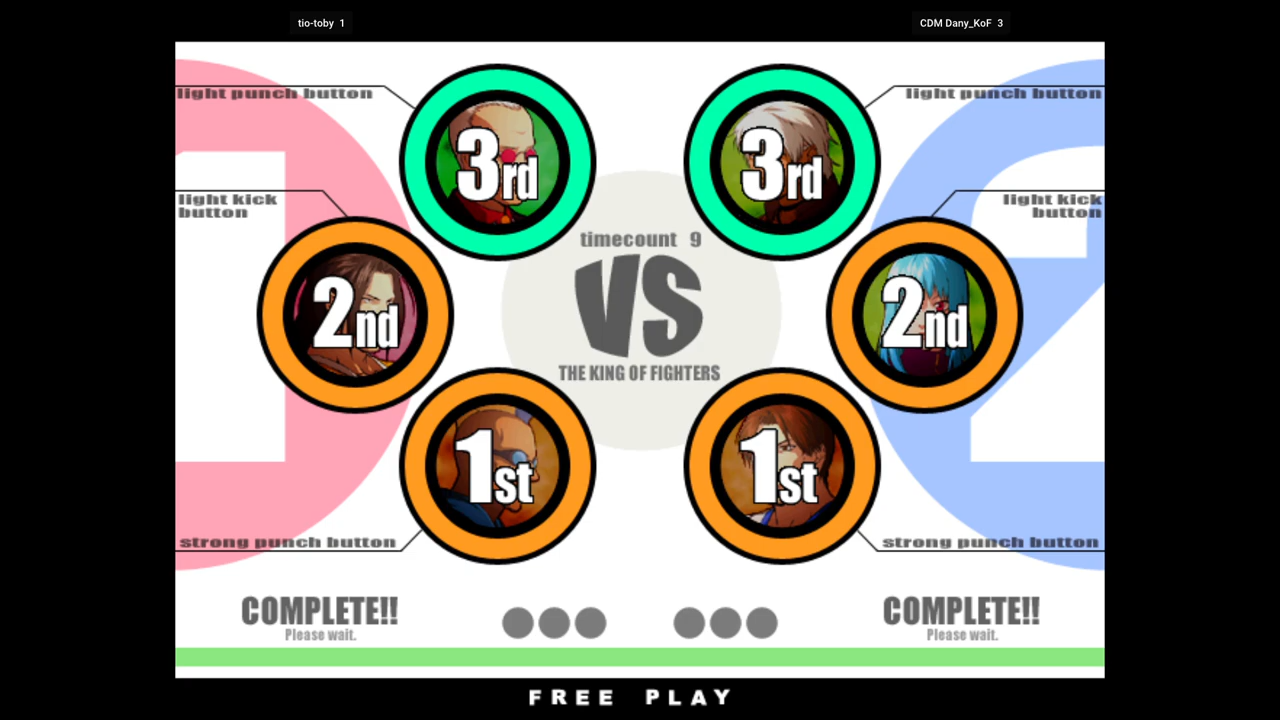 tio-toby 1
CDM Dany_KoF 3
light punch button
light punch button
3rd
3rd
light kick
button
light kick
button
timecount 9
VS
THE KING OF FIGHTERS
2nd
2nd
1st
1st
1
2
strong punch button
strong punch button
COMPLETE!!
Please wait.
COMPLETE!!
Please wait.
FREE PLAY